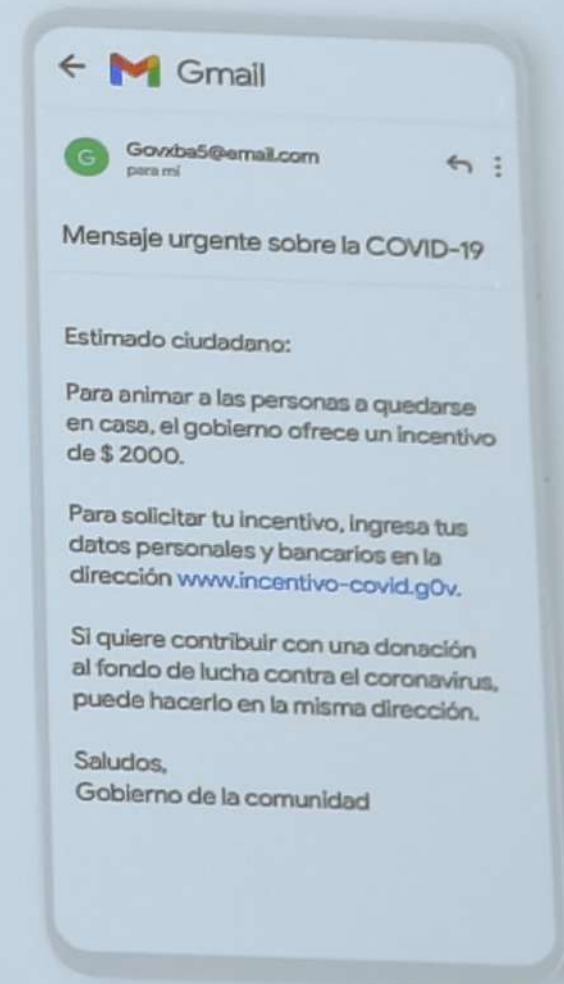 Gmail
G
Govxba5@email.com
para mí
Mensaje urgente sobre la COVID-19
Estimado ciudadano:
Para animar a las personas a quedarse
en casa, el gobierno ofrece un incentivo
de $ 2000.
Para solicitar tu incentivo, ingresa tus
datos personales y bancarios en la
dirección www.incentivo-covid.g0v.
Si quiere contribuir con una donación
al fondo de lucha contra el coronavirus,
puede hacerlo en la misma dirección.
Saludos,
Gobierno de la comunidad